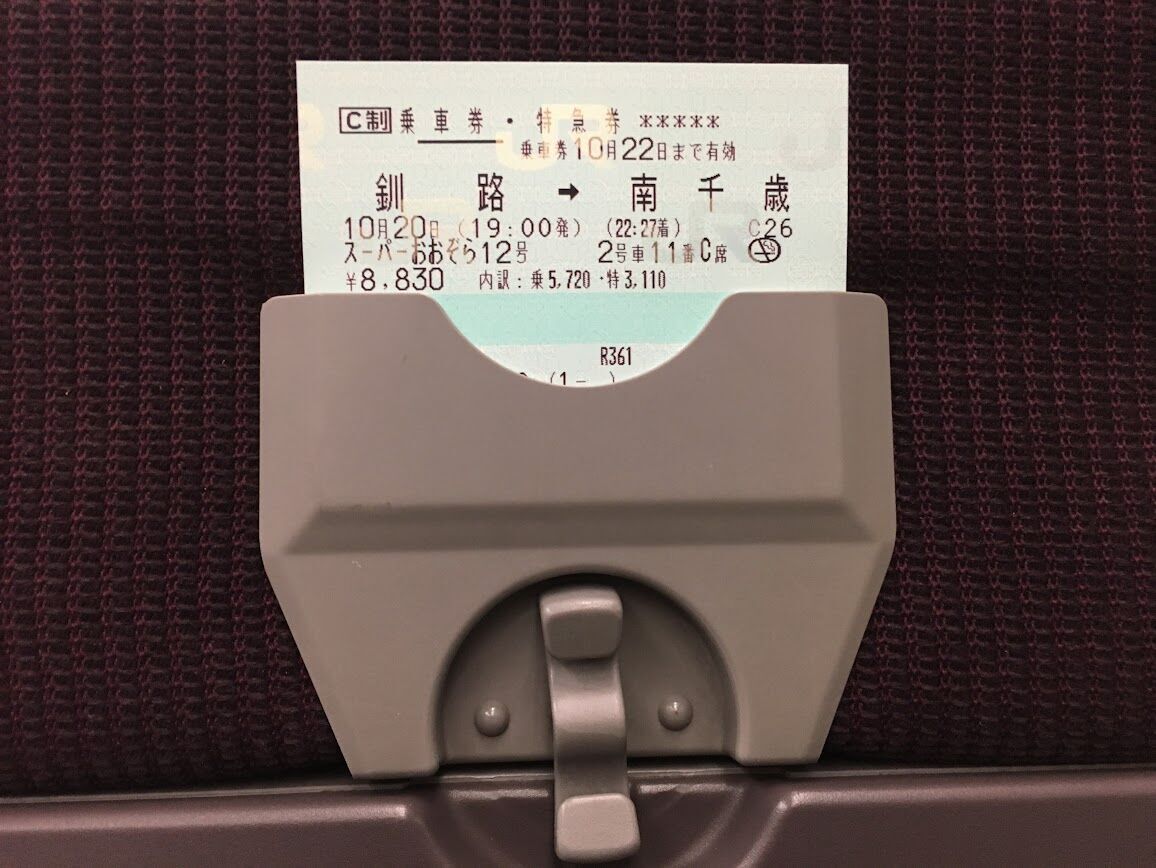 C制 乗車券・特急券 *****
乗車券10月22日まで有効
釧路 → 南千歳
10月20日 (19:00発) (22:27着) C26
スーパーおおぞら12号 2号車11番C席
¥8,830 内訳:乗5,720・特3,110
R361
(1- )